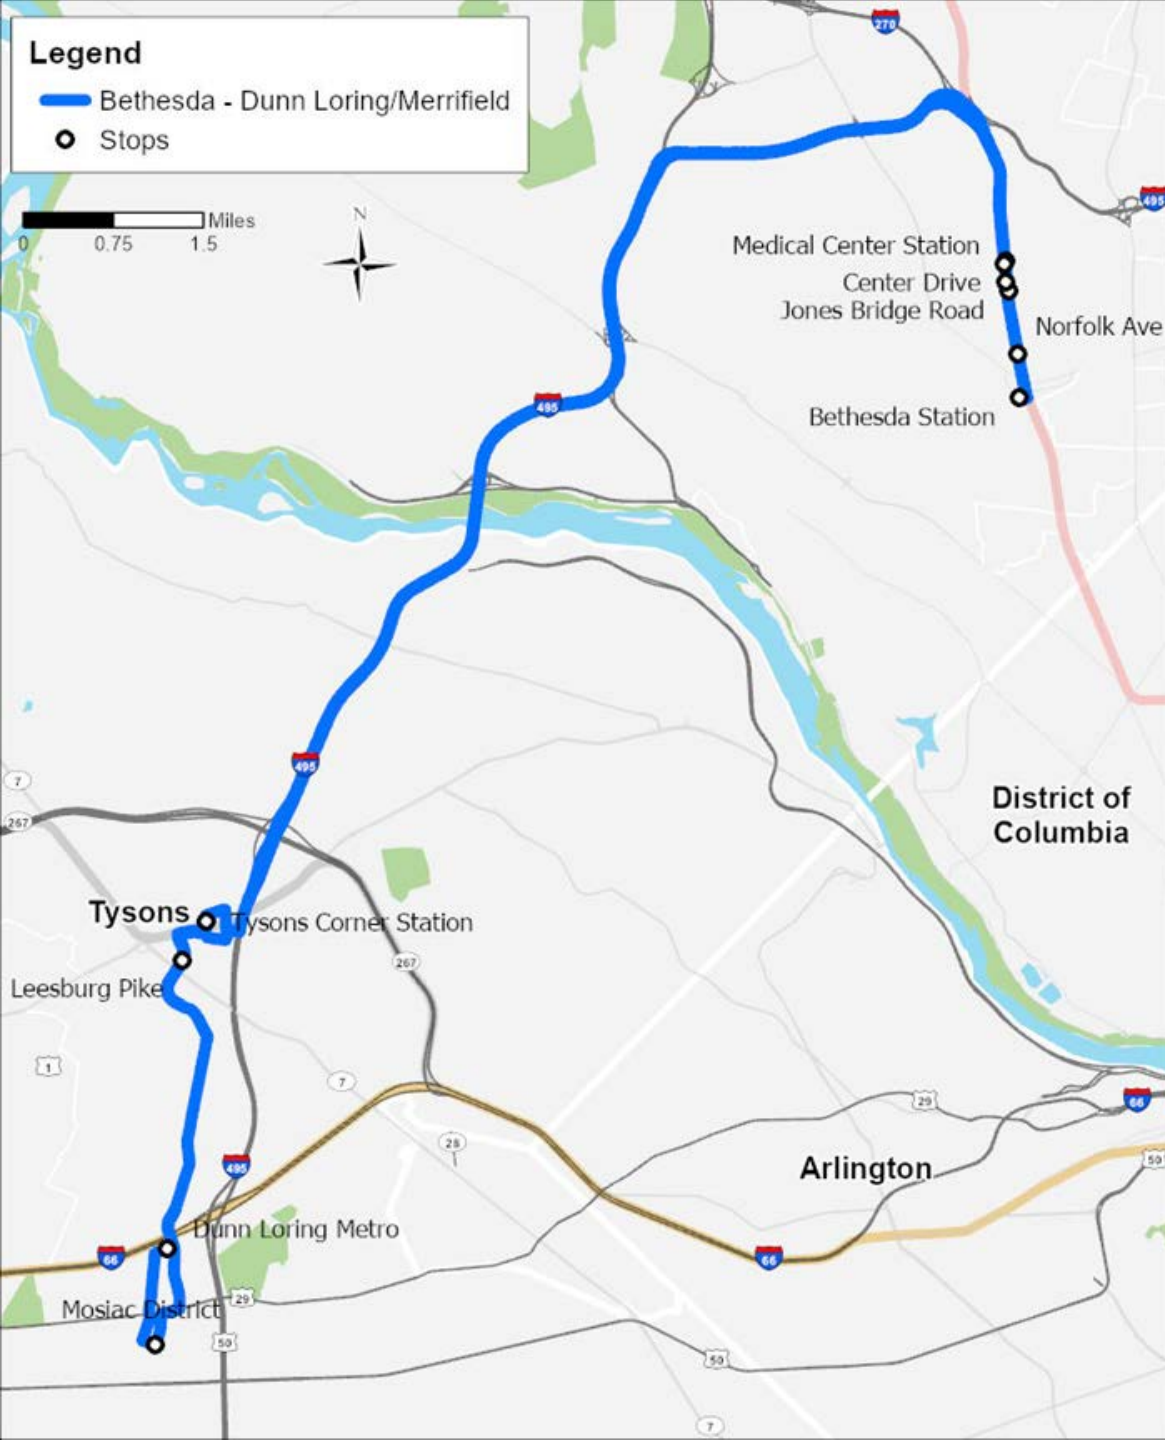 Legend
Bethesda - Dunn Loring/Merrifield
Stops
Miles
0 0.75 1.5
N
270
495
Medical Center Station
Center Drive
Jones Bridge Road
Norfolk Ave
Bethesda Station
495
495
7
267
District of
Columbia
Tysons
Tysons Corner Station
267
Leesburg Pike
1
7
29
66
28
495
Arlington
50
Dunn Loring Metro
66
66
Mosiac District
29
50
50
7